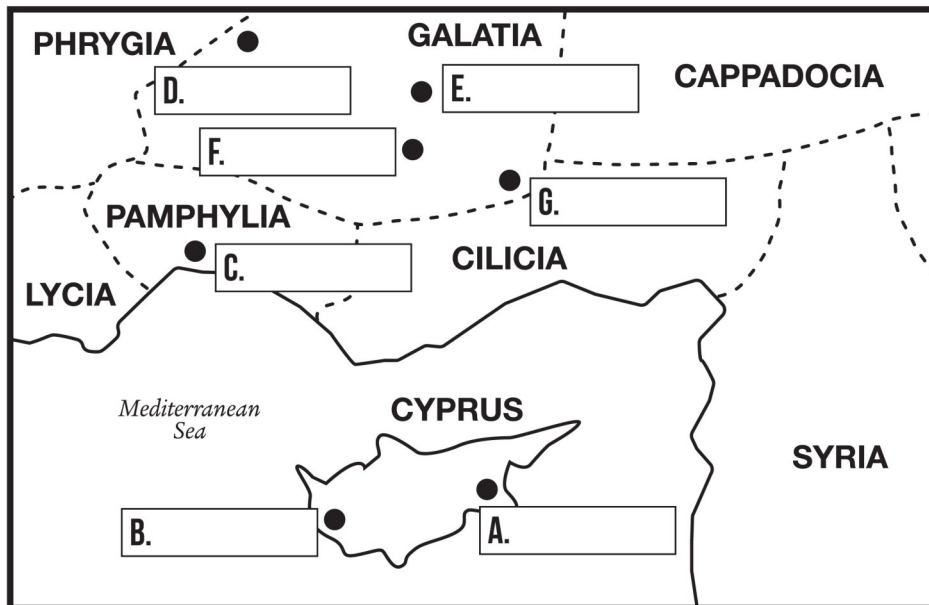 PHRYGIA
GALATIA
CAPPADOCIA
D.
E.
F.
G.
PAMPHYLIA
C.
CILICIA
LYCIA
Mediterranean
Sea
CYPRUS
SYRIA
B.
A.